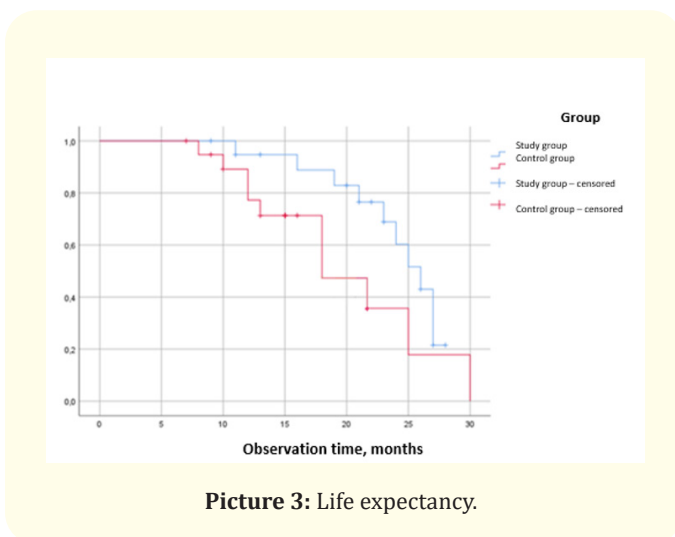 Group
Study group
Control group
Study group – censored
Control group – censored
1,0
0,8
0,6
0,4
0,2
0,0
0 5 10 15 20 25 30
Observation time, months
Picture 3: Life expectancy.